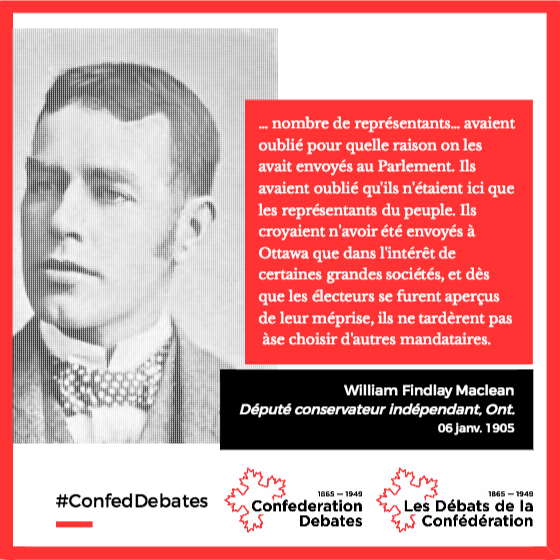 ... nombre de représentants... avaient
oublié pour quelle raison on les
avait envoyés au Parlement. Ils
avaient oublié qu'ils n'étaient ici que
les représentants du peuple. Ils
croyaient n'avoir été envoyés à
Ottawa que dans l'intérêt de
certaines grandes sociétés, et dès
que les électeurs se furent aperçus
de leur méprise, ils ne tardèrent pas
àse choisir d'autres mandataires.
William Findlay Maclean
Député conservateur indépendant, Ont.
06 janv. 1905
#ConfedDebates
1865 — 1949
Confederation
Debates
1865 — 1949
Les Débats de la
Confédération